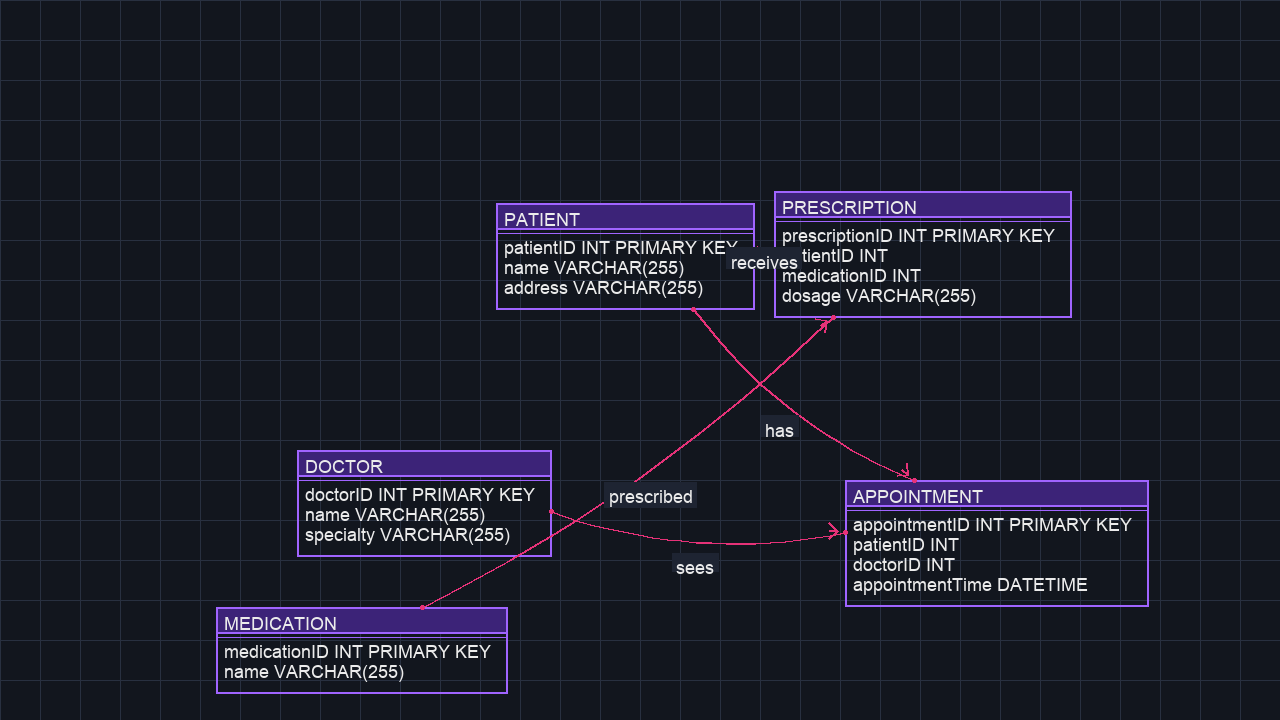 PATIENT
patientID INT PRIMARY KEY
name VARCHAR(255)
address VARCHAR(255)
receives
PRESCRIPTION
prescriptionID INT PRIMARY KEY
tientID INT
medicationID INT
dosage VARCHAR(255)
has
DOCTOR
doctorID INT PRIMARY KEY
name VARCHAR(255)
specialty VARCHAR(255)
prescribed
sees
APPOINTMENT
appointmentID INT PRIMARY KEY
patientID INT
doctorID INT
appointmentTime DATETIME
MEDICATION
medicationID INT PRIMARY KEY
name VARCHAR(255)